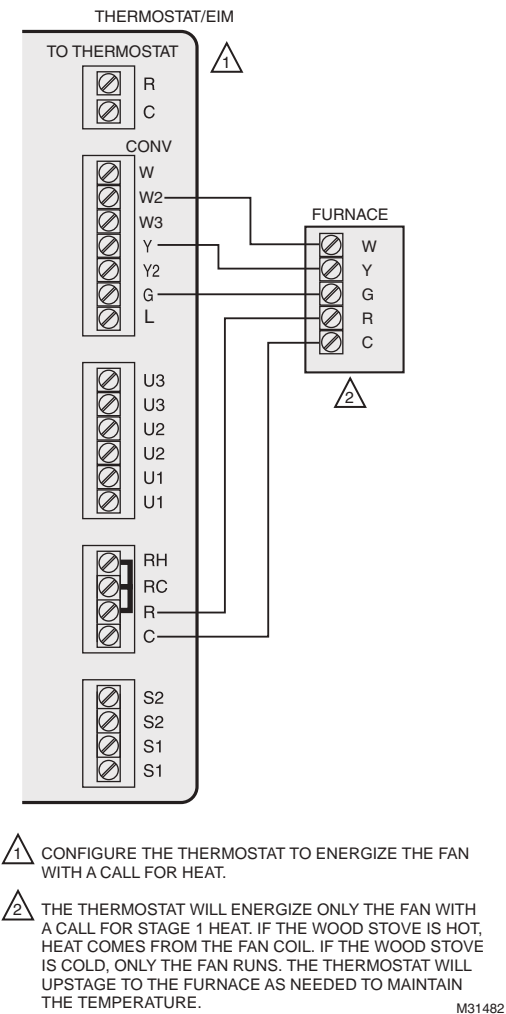 THERMOSTAT/EIM
TO THERMOSTAT
1
R
C
CONV
W
W2
W3
Y
Y2
G
L
FURNACE
W
Y
G
R
C
2
U3
U3
U2
U2
U1
U1
RH
RC
R
C
S2
S2
S1
S1
1 CONFIGURE THE THERMOSTAT TO ENERGIZE THE FAN
WITH A CALL FOR HEAT.
2 THE THERMOSTAT WILL ENERGIZE ONLY THE FAN WITH
A CALL FOR STAGE 1 HEAT. IF THE WOOD STOVE IS HOT,
HEAT COMES FROM THE FAN COIL. IF THE WOOD STOVE
IS COLD, ONLY THE FAN RUNS. THE THERMOSTAT WILL
UPSTAGE TO THE FURNACE AS NEEDED TO MAINTAIN
THE TEMPERATURE.
M31482